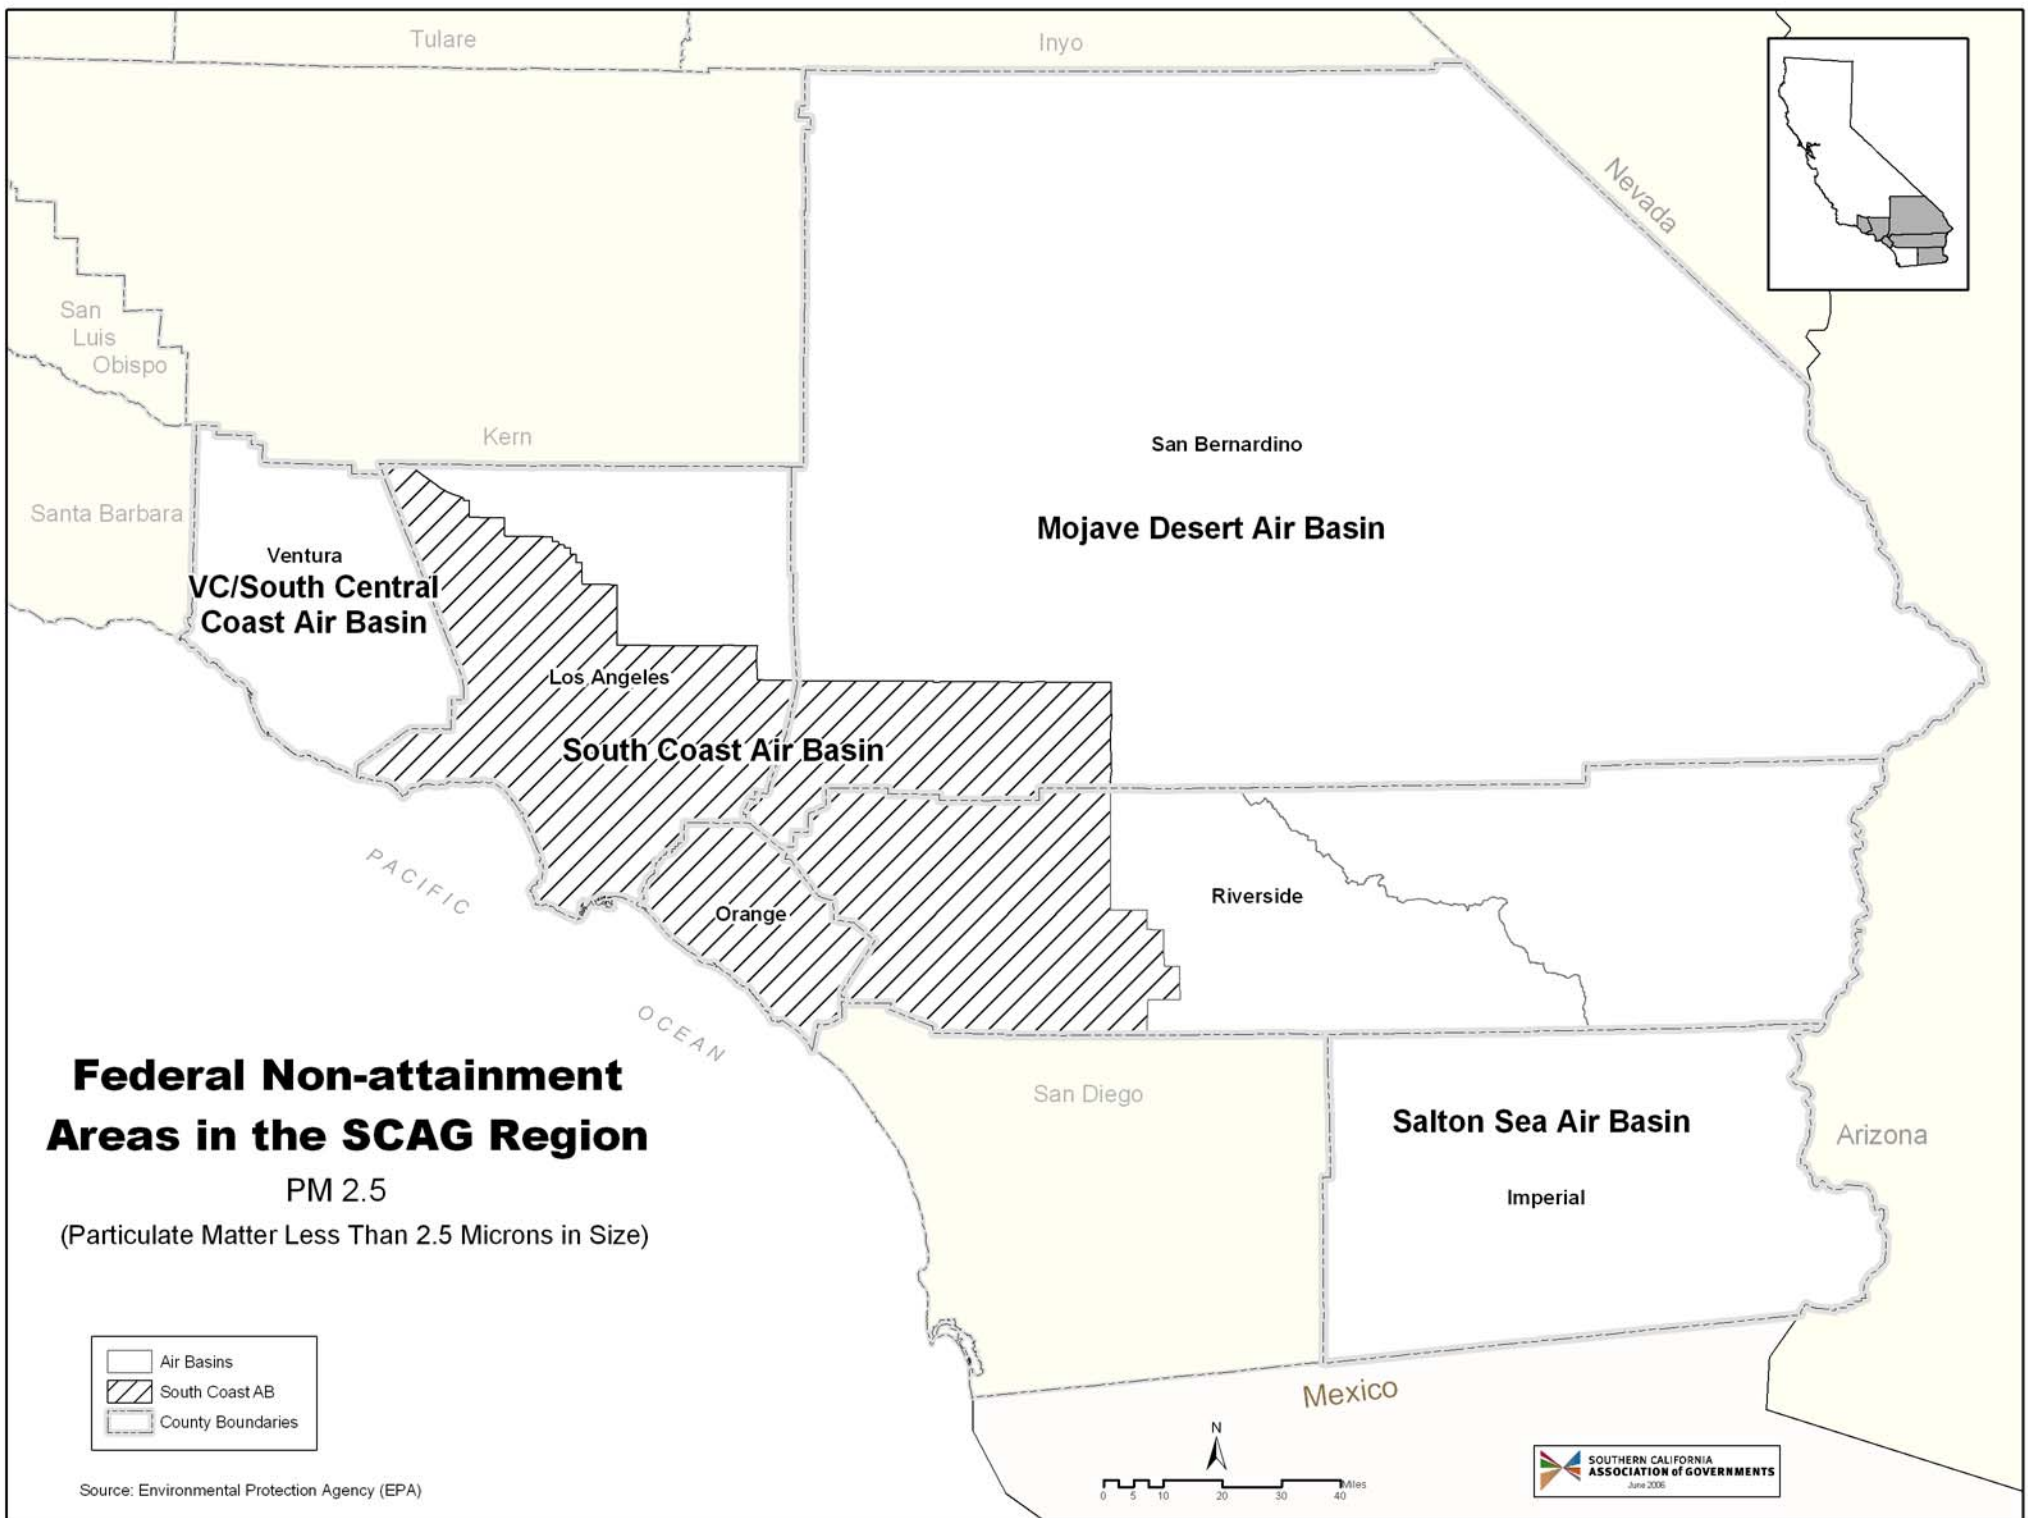 Tulare
Inyo
Nevada
San
Luis
Obispo
Kern
San Bernardino
Santa Barbara
Mojave Desert Air Basin
Ventura
VC/South Central
Coast Air Basin
Los Angeles
South Coast Air Basin
PACIFIC
Riverside
Orange
OCEAN
Federal Non-attainment
Areas in the SCAG Region
PM 2.5
(Particulate Matter Less Than 2.5 Microns in Size)
San Diego
Salton Sea Air Basin
Arizona
Imperial
Air Basins
South Coast AB
County Boundaries
Mexico
N
Miles
0 5 10 20 30 40
SOUTHERN CALIFORNIA
ASSOCIATION of GOVERNMENTS
June 2006
Source: Environmental Protection Agency (EPA)